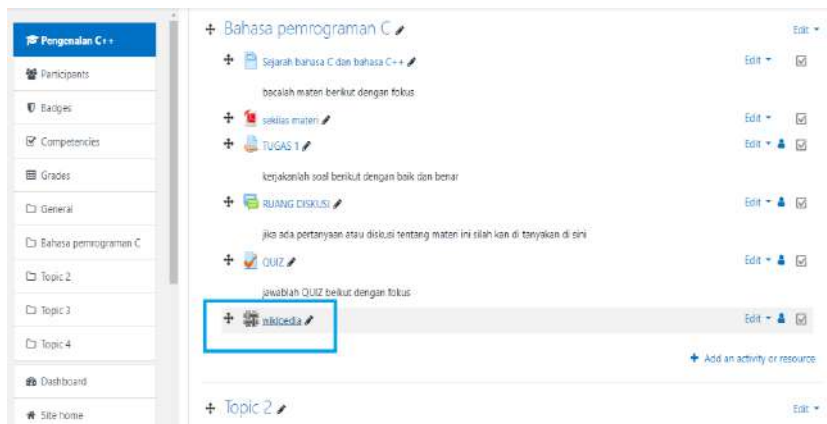 Pengenalan C++
Participants
Badges
Competencies
Grades
General
Bahasa pemrograman C
Topic 2
Topic 3
Topic 4
Dashboard
Site home
Bahasa pemrograman C Edit
Sejarah bahasa C dan bahasa C++ Edit
bacalah materi berikut dengan fokus
sekilas materi Edit
TUGAS 1 Edit
kerjakanlah soal berikut dengan baik dan benar
RUANG DISKUSI Edit
jika ada pertanyaan atau diskusi tentang materi ini silah kan di tanyakan di sini
QUIZ Edit
jawablah QUIZ beikut dengan fokus
wikipedia Edit
Add an activity or resource
Topic 2 Edit